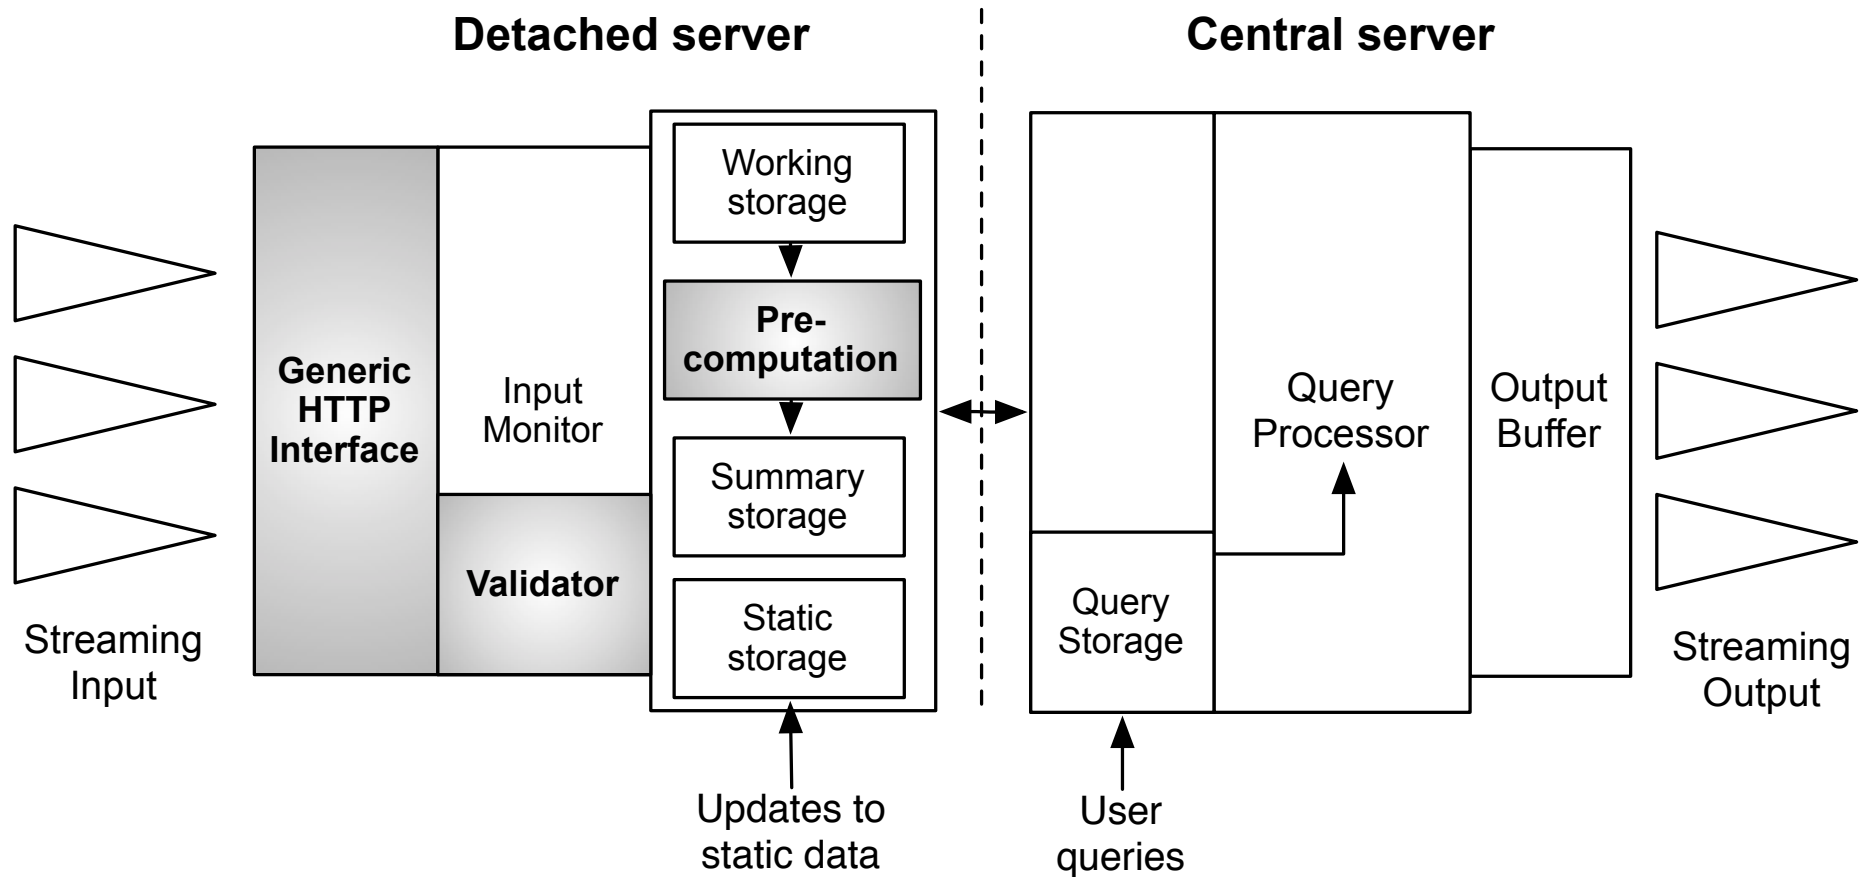 Detached server
Central server
Streaming
Input
Generic
HTTP
Interface
Input
Monitor
Validator
Working
storage
Pre-
computation
Summary
storage
Static
storage
Updates to
static data
Query
Storage
User
queries
Query
Processor
Output
Buffer
Streaming
Output